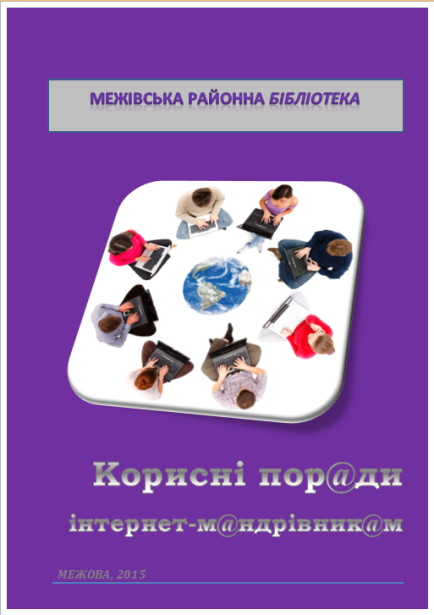 МЕЖІВСЬКА РАЙОННА БІБЛІОТЕКА
Корисні пор@ди
інтернет-м@ндрівник@м
МЕЖОВА, 2015